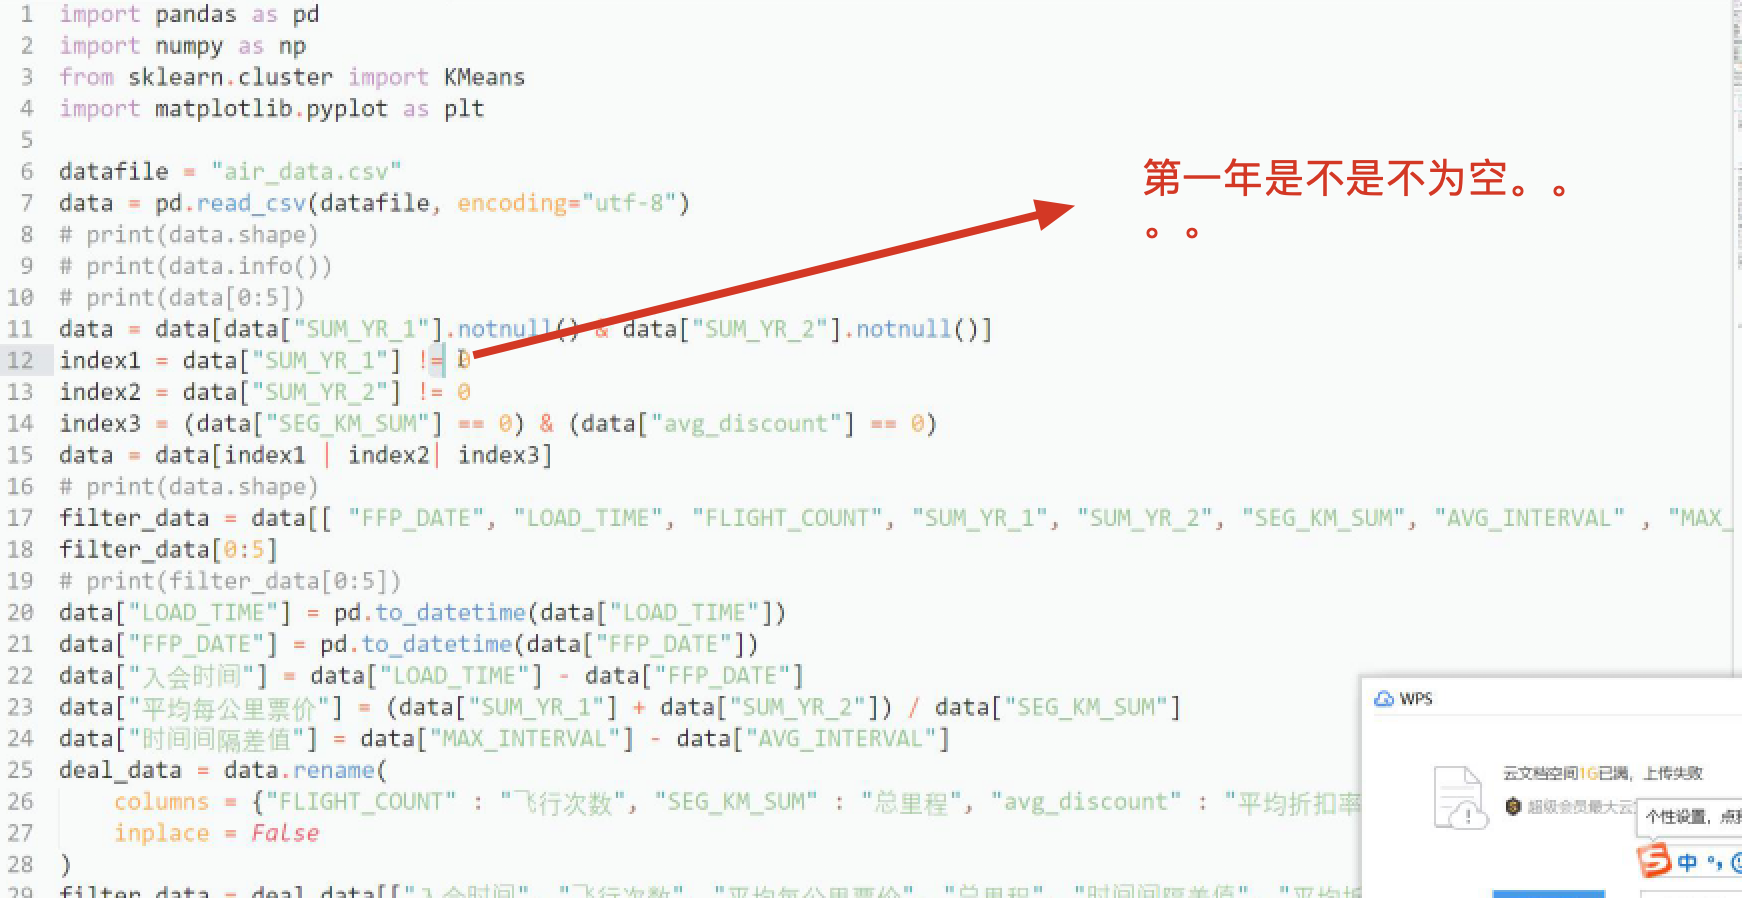 1 import pandas as pd
2 import numpy as np
3 from sklearn.cluster import KMeans
4 import matplotlib.pyplot as plt
5
6 datafile = "air_data.csv"
7 data = pd.read_csv(datafile, encoding="utf-8")
8 # print(data.shape)
9 # print(data.info())
10 # print(data[0:5])
11 data = data[data["SUM_YR_1"].notnull() & data["SUM_YR_2"].notnull()]
12 index1 = data["SUM_YR_1"] != 0
13 index2 = data["SUM_YR_2"] != 0
14 index3 = (data["SEG_KM_SUM"] == 0) & (data["avg_discount"] == 0)
15 data = data[index1 | index2| index3]
16 # print(data.shape)
17 filter_data = data[[ "FFP_DATE", "LOAD_TIME", "FLIGHT_COUNT", "SUM_YR_1", "SUM_YR_2", "SEG_KM_SUM", "AVG_INTERVAL" , "MAX_
18 filter_data[0:5]
19 # print(filter_data[0:5])
20 data["LOAD_TIME"] = pd.to_datetime(data["LOAD_TIME"])
21 data["FFP_DATE"] = pd.to_datetime(data["FFP_DATE"])
22 data["入会时间"] = data["LOAD_TIME"] - data["FFP_DATE"]
23 data["平均每公里票价"] = (data["SUM_YR_1"] + data["SUM_YR_2"]) / data["SEG_KM_SUM"]
24 data["时间间隔差值"] = data["MAX_INTERVAL"] - data["AVG_INTERVAL"]
25 deal_data = data.rename(
26 columns = {"FLIGHT_COUNT" : "飞行次数", "SEG_KM_SUM" : "总里程", "avg_discount" : "平均折扣率
27 inplace = False
28 )
29 filter_data = deal_data[["入会时间", "飞行次数", "平均每公里票价", "总里程", "时间间隔差值", "平均折
第一年是不是不为空。。
。。
WPS
云文档空间1G已满，上传失败
超级会员最大云
个性设置，点
中